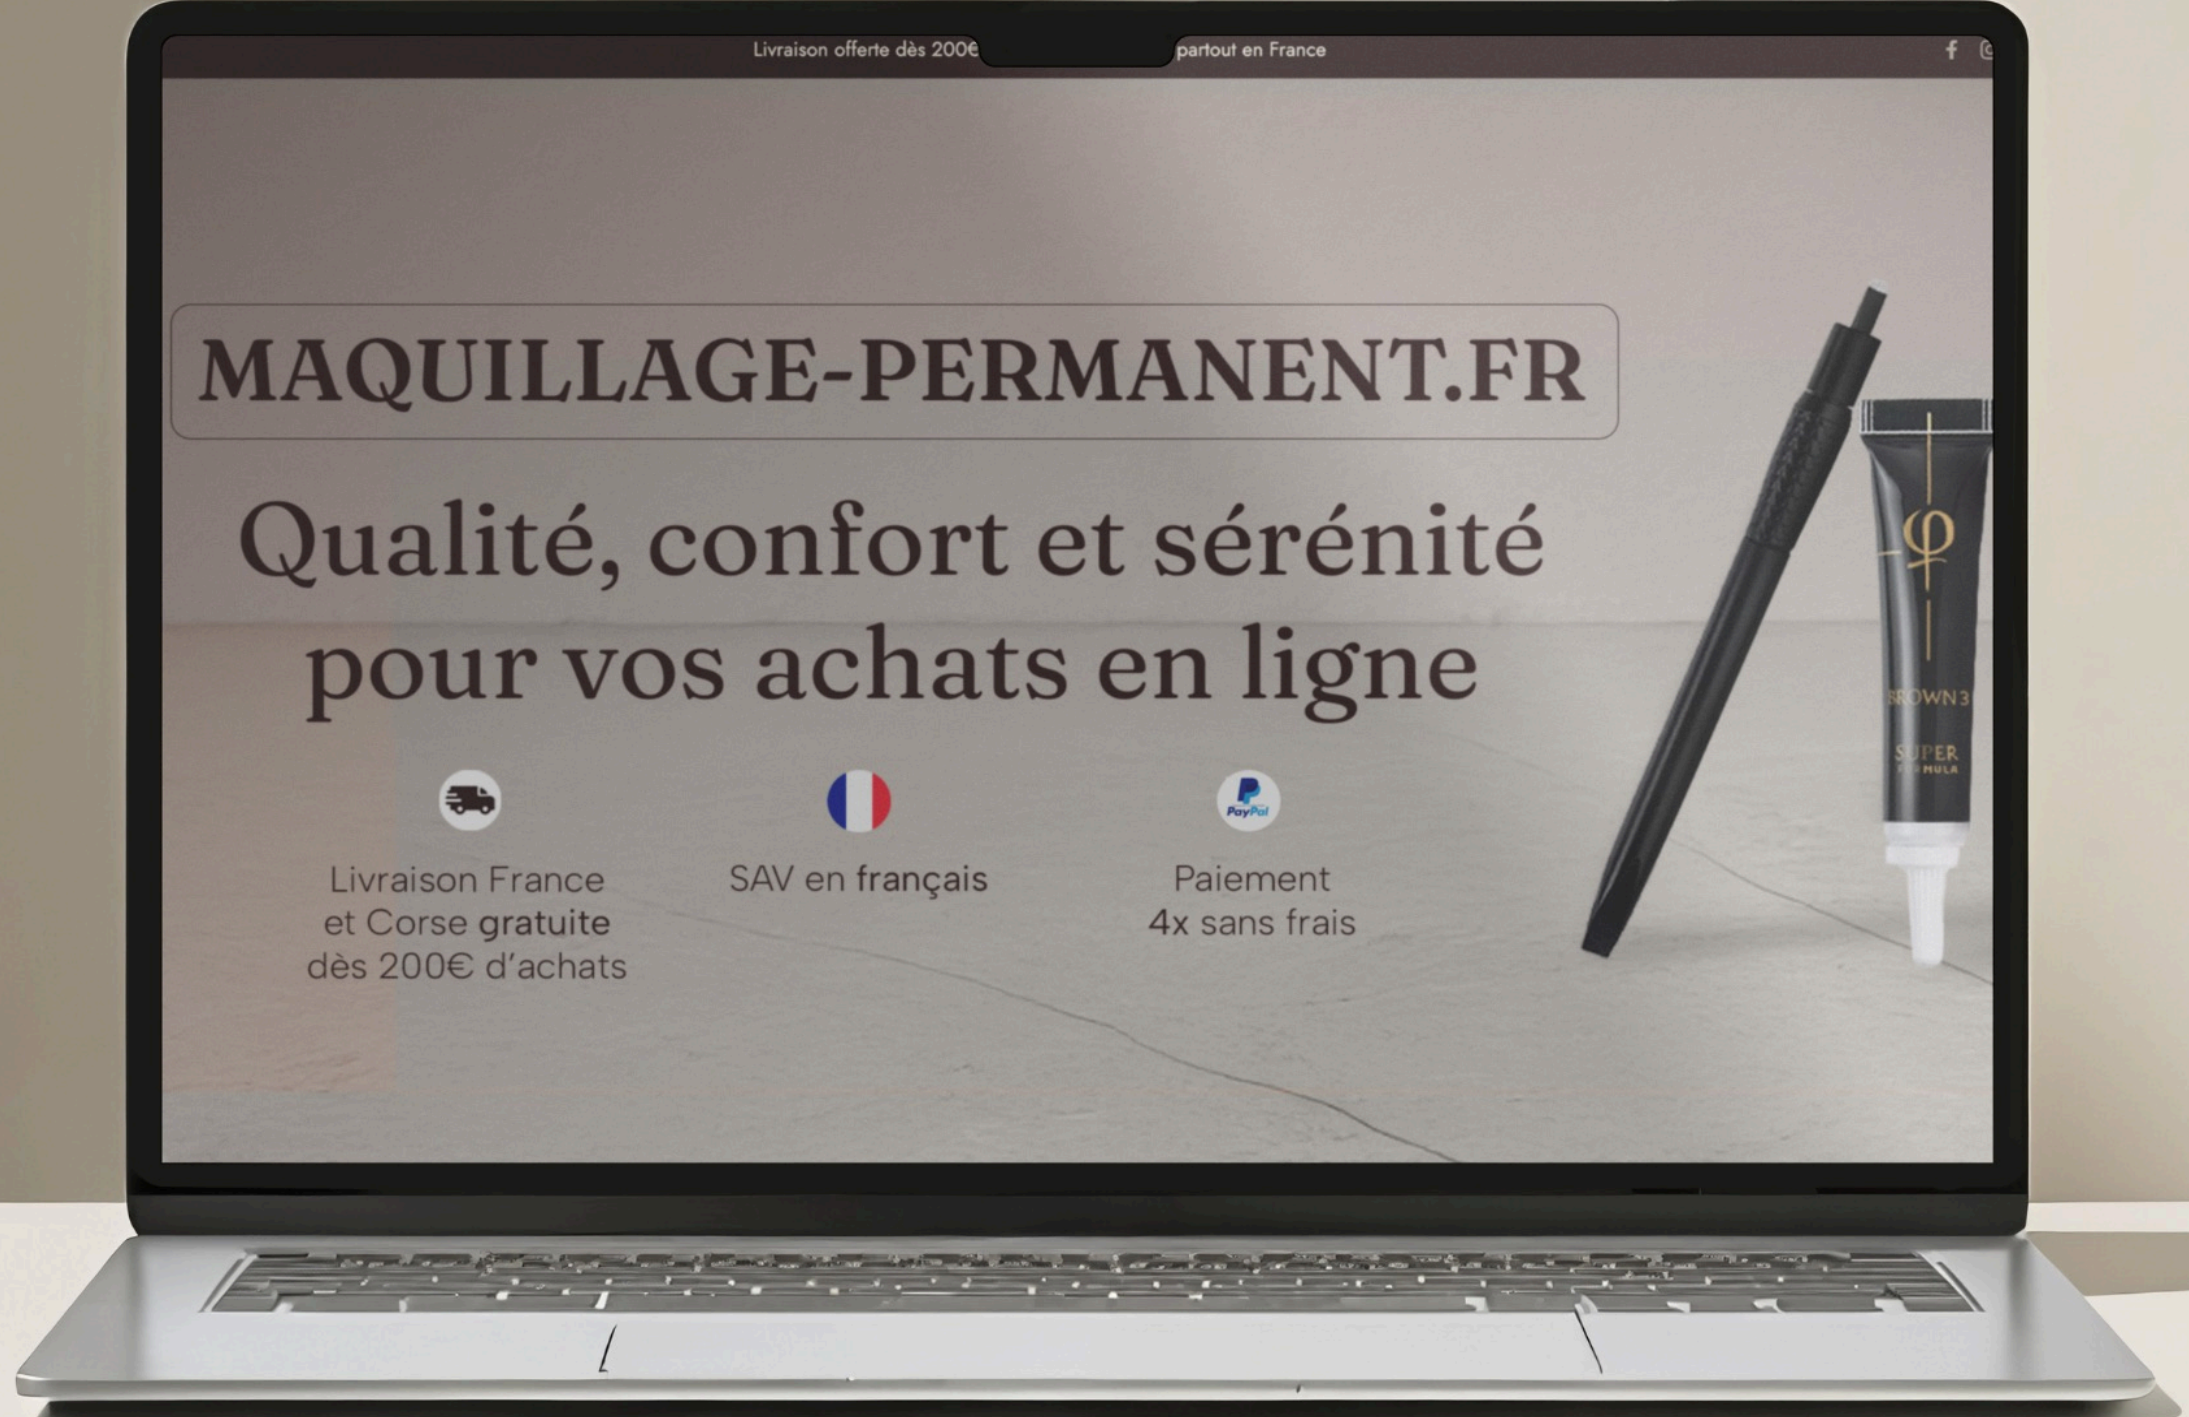 Livraison offerte dès 200€ partout en France
MAQUILLAGE-PERMANENT.FR
Qualité, confort et sérénité
pour vos achats en ligne
φ
BROWN 3
SUPER
FORMULA
PayPal
Livraison France
et Corse gratuite
dès 200€ d'achats
SAV en français
Paiement
4x sans frais